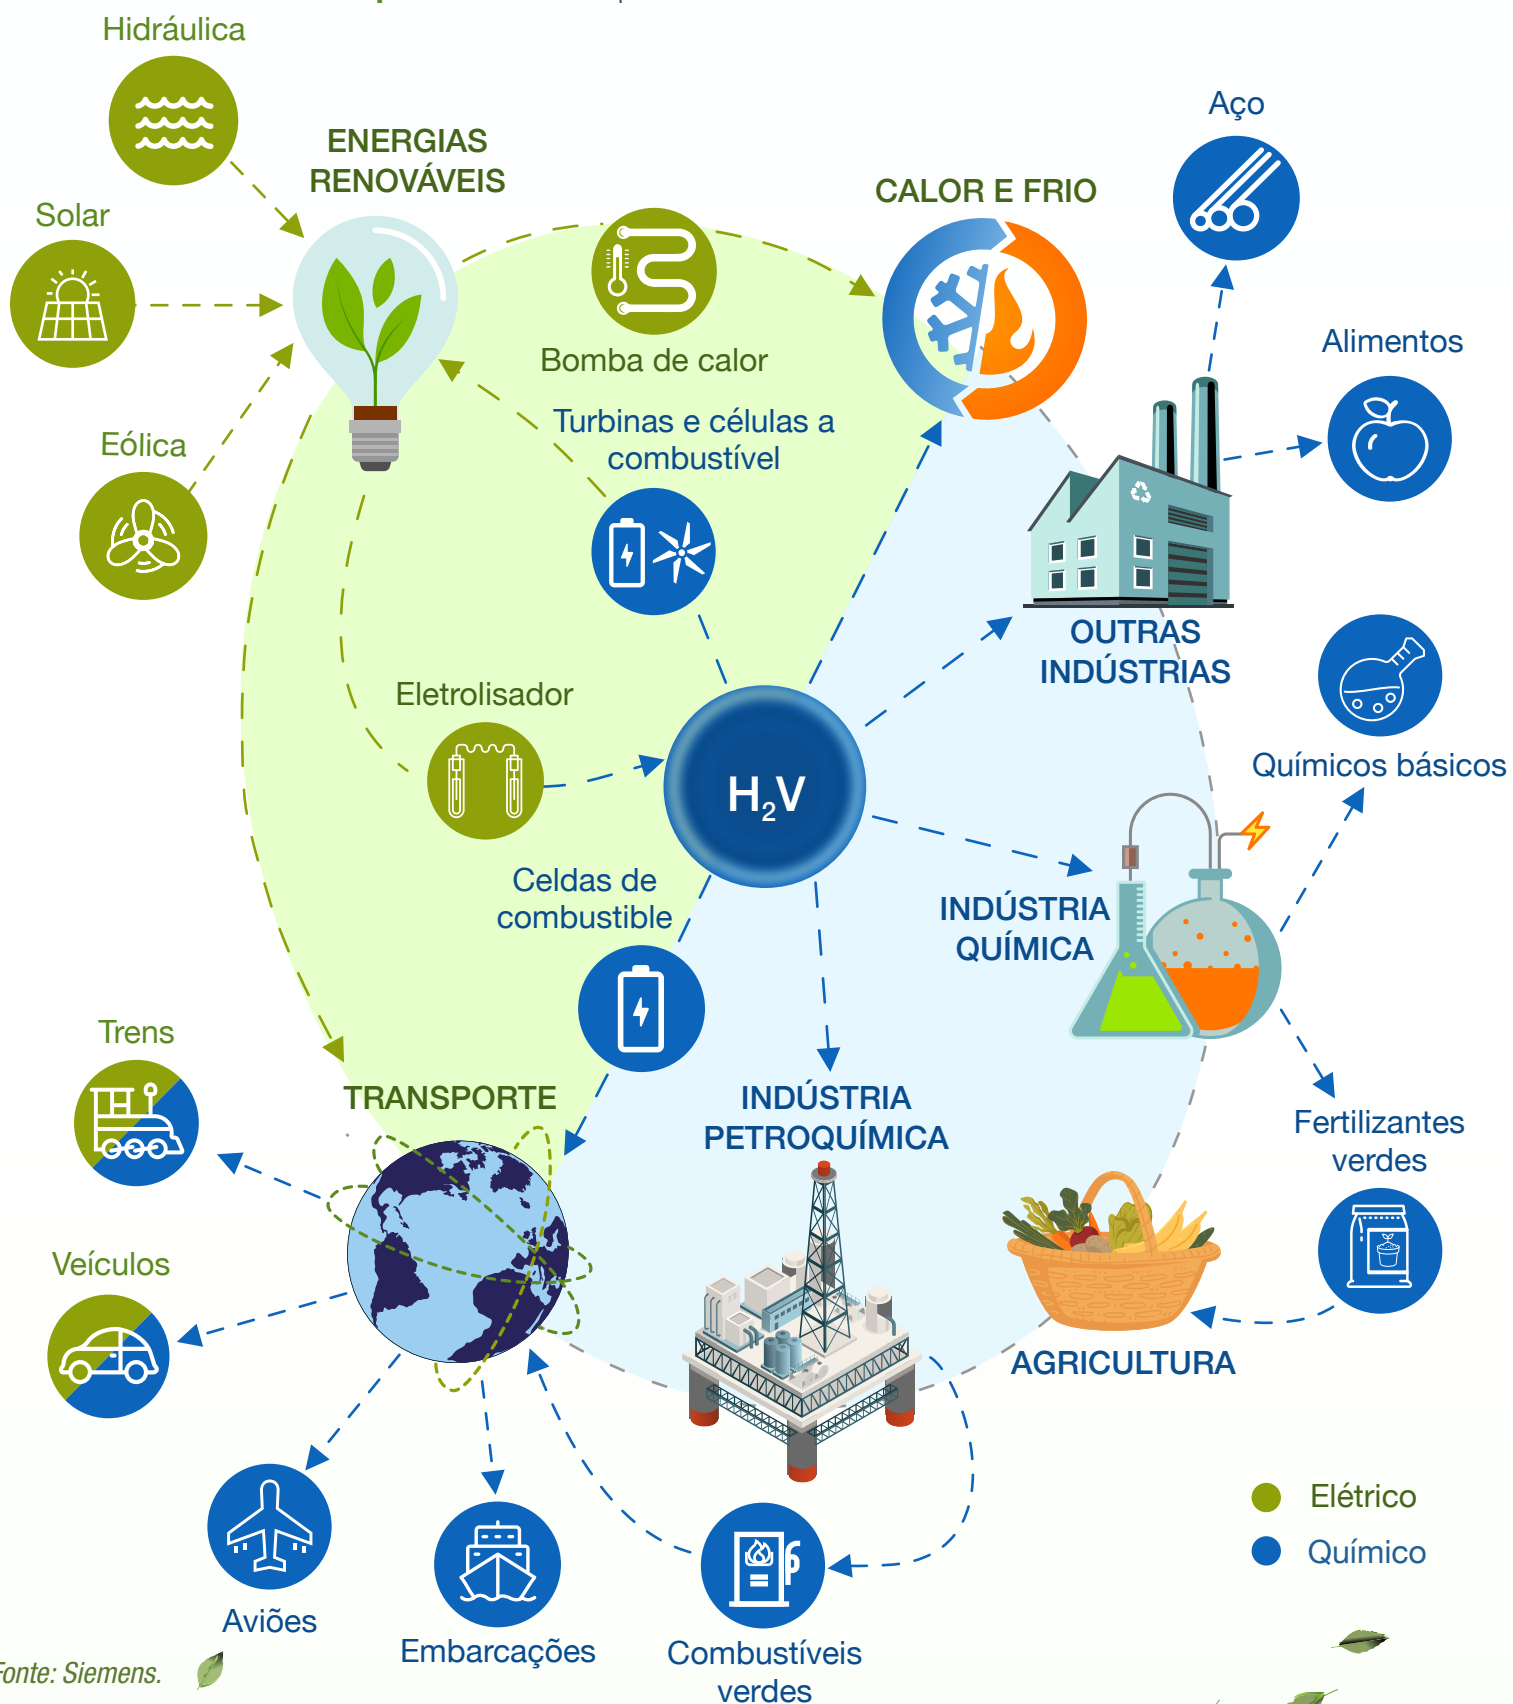 Hidráulica
Aço
ENERGIAS
RENOVÁVEIS
CALOR E FRIO
Solar
Alimentos
Bomba de calor
Turbinas e células a
combustível
Eólica
OUTRAS
INDÚSTRIAS
Eletrolisador
Químicos básicos
H₂V
Celdas de
combustible
INDÚSTRIA
QUÍMICA
Trens
TRANSPORTE
INDÚSTRIA
PETROQUÍMICA
Fertilizantes
verdes
Veículos
AGRICULTURA
Elétrico
Químico
Aviões
Embarcações
Combustíveis
verdes
Fonte: Siemens.